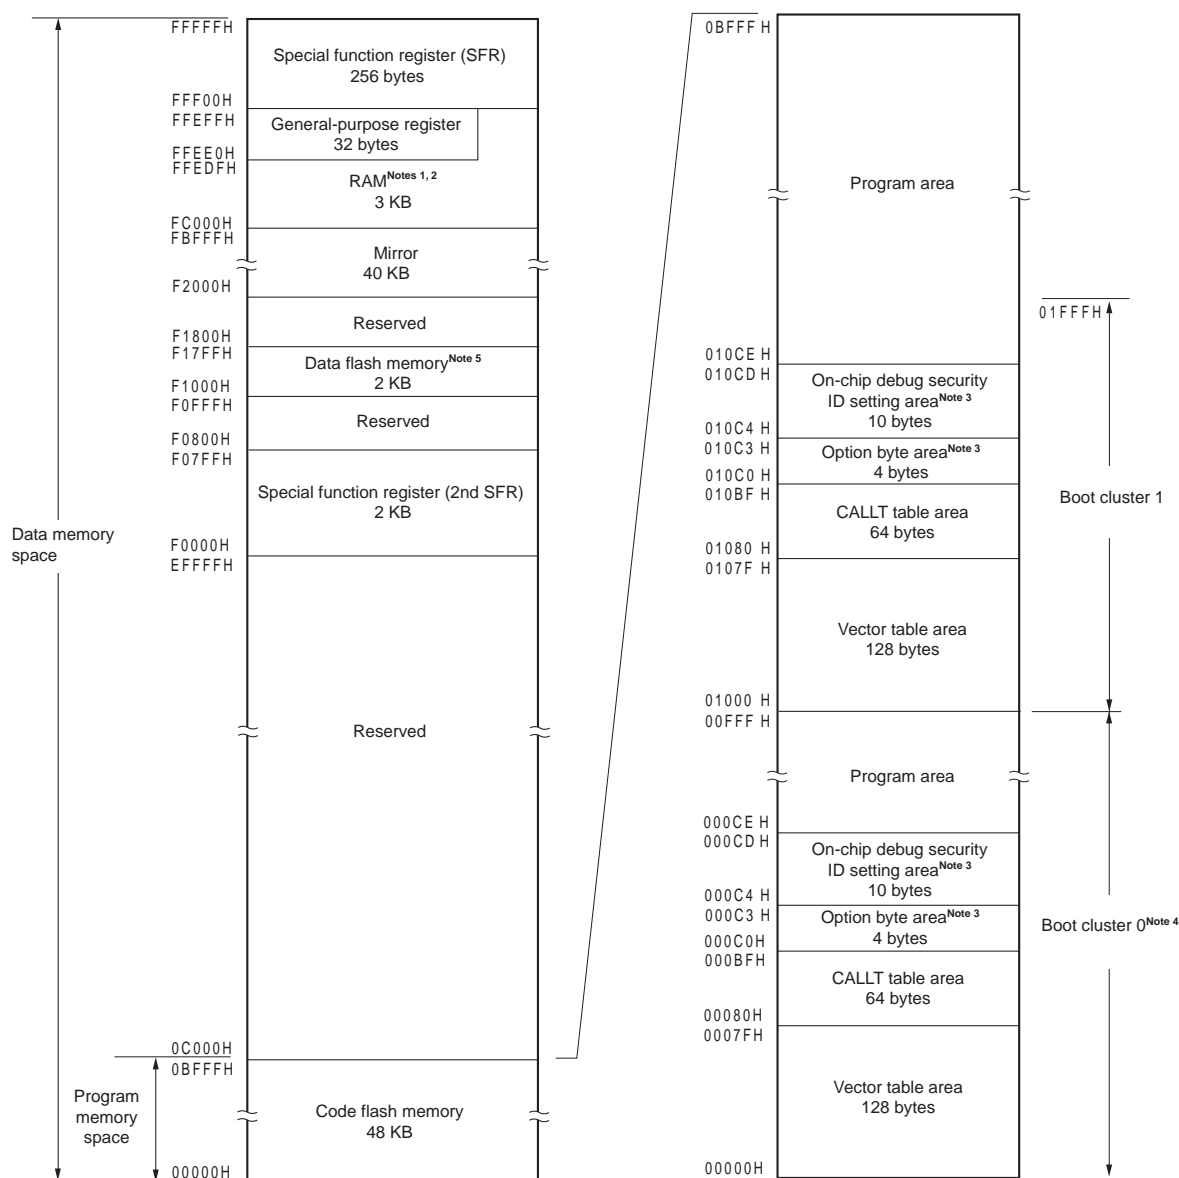 FFFFFH
Special function register (SFR)
256 bytes
FFF00H
FFEFFH
General-purpose register
32 bytes
FFEE0H
FFEDFH
RAMNotes 1, 2
3 KB
FC000H
FBFFFH
Mirror
40 KB
F2000H
Reserved
F1800H
F17FFH
Data flash memoryNote 5
2 KB
F1000H
F0FFFH
Reserved
F0800H
F07FFH
Special function register (2nd SFR)
2 KB
F0000H
EFFFFH
Data memory
space
Reserved
0C000H
0BFFFH
Program
memory
space
Code flash memory
48 KB
00000H
0BFFF H
Program area
01FFFH
010CE H
010CD H
On-chip debug security
ID setting areaNote 3
10 bytes
010C4 H
010C3 H
Option byte areaNote 3
4 bytes
010C0 H
010BF H
CALLT table area
64 bytes
01080 H
0107F H
Boot cluster 1
Vector table area
128 bytes
01000 H
00FFF H
Program area
000CE H
000CD H
On-chip debug security
ID setting areaNote 3
10 bytes
000C4 H
000C3 H
Option byte areaNote 3
4 bytes
000C0H
000BFH
Boot cluster 0Note 4
CALLT table area
64 bytes
00080H
0007FH
Vector table area
128 bytes
00000H